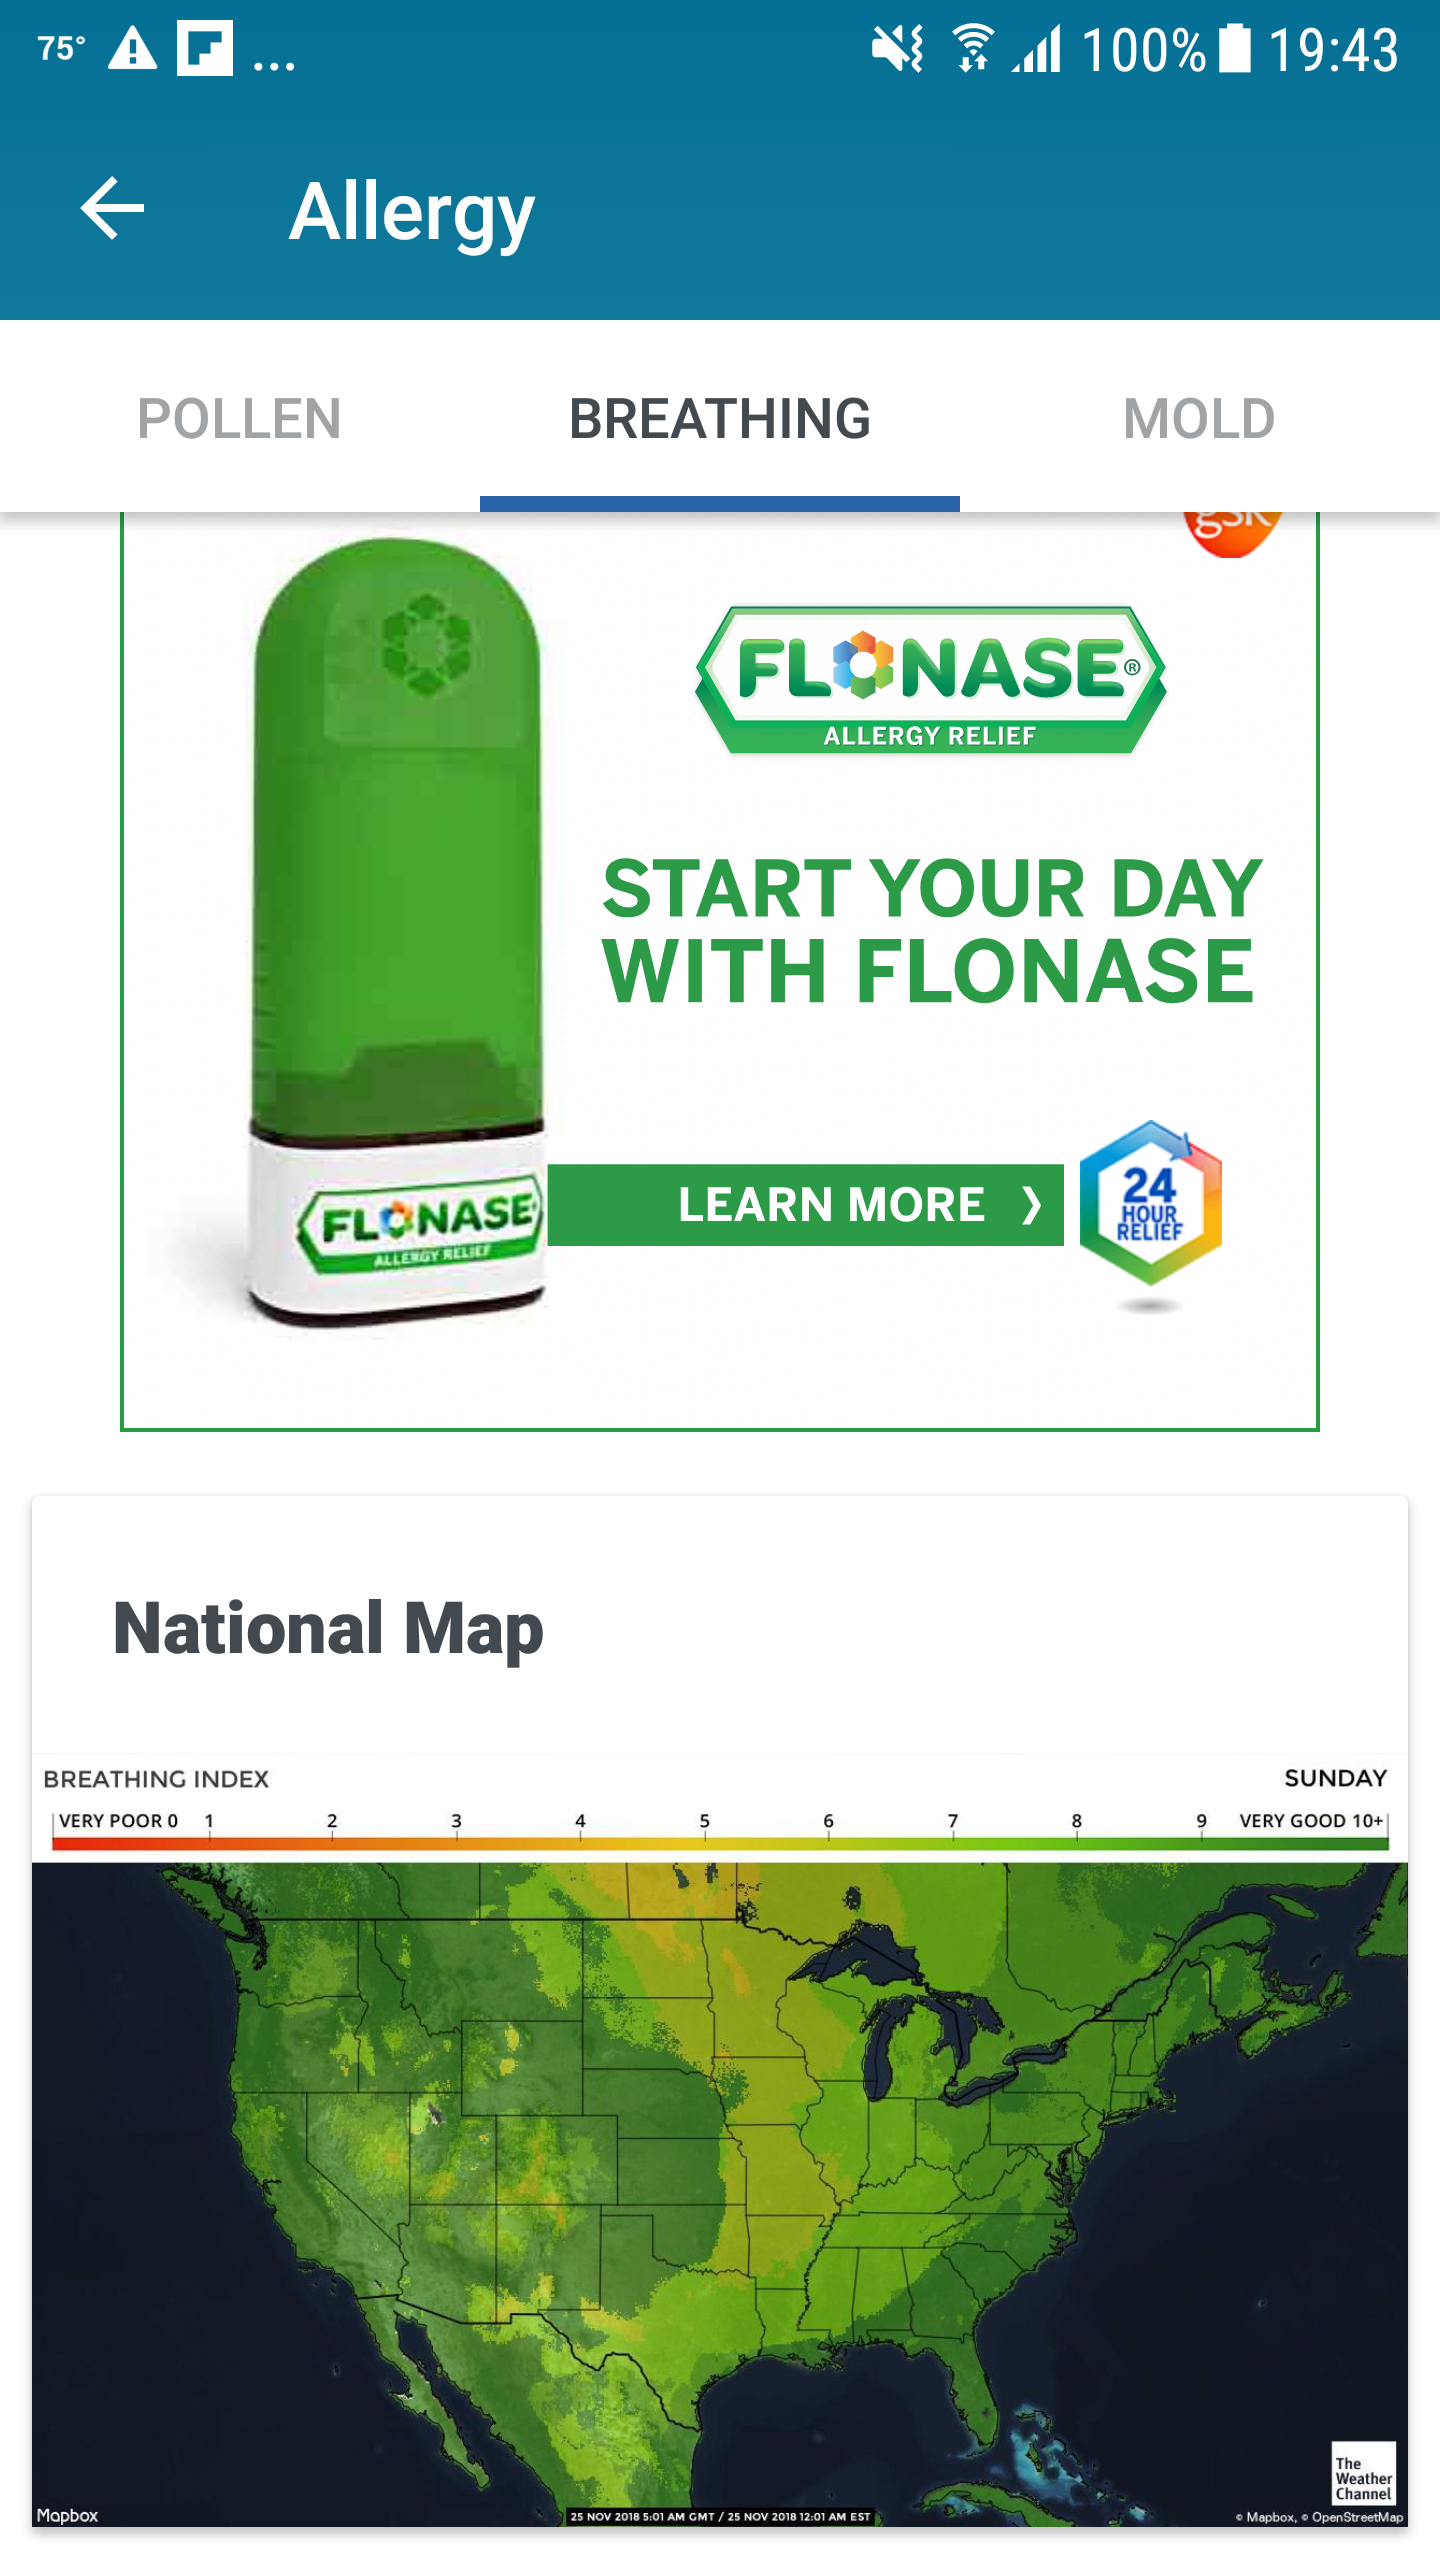 75° ... 100% 19:43
Allergy
POLLEN BREATHING MOLD
gsk
FLONASE®
ALLERGY RELIEF
START YOUR DAY
WITH FLONASE
LEARN MORE ❯
24
HOUR
RELIEF
FLONASE
ALLERGY RELIEF
National Map
BREATHING INDEX SUNDAY
VERY POOR 0 1 2 3 4 5 6 7 8 9 VERY GOOD 10+
The
Weather
Channel
Mapbox 25 NOV 2018 5:01 AM GMT / 25 NOV 2018 12:01 AM EST © Mapbox, © OpenStreetMap